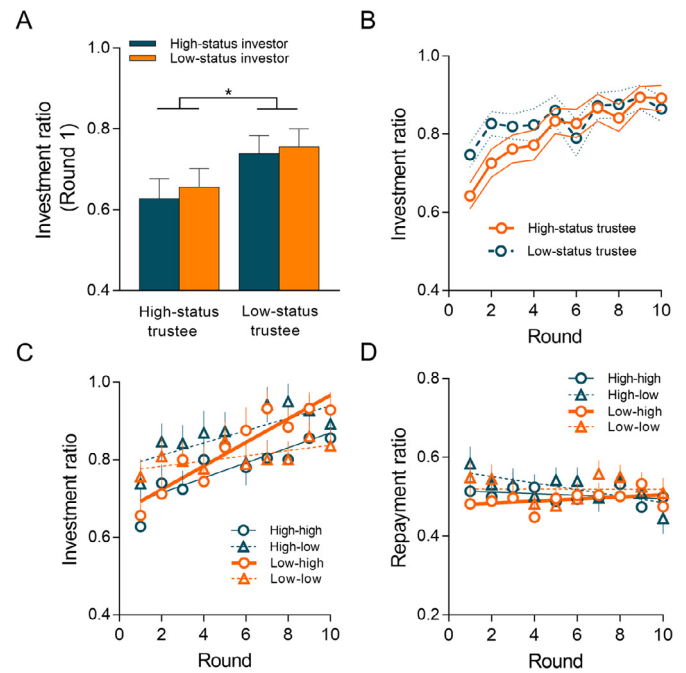 A
High-status investor
Low-status investor
1.0
0.8
0.6
0.4
Investment ratio
(Round 1)
*
High-status
trustee
Low-status
trustee
B
1.0
0.8
0.6
0.4
Investment ratio
High-status trustee
Low-status trustee
0 2 4 6 8 10
Round
C
1.0
0.8
0.6
0.4
Investment ratio
High-high
High-low
Low-high
Low-low
0 2 4 6 8 10
Round
D
High-high
High-low
Low-high
Low-low
0.8
0.6
0.4
0.2
Repayment ratio
0 2 4 6 8 10
Round